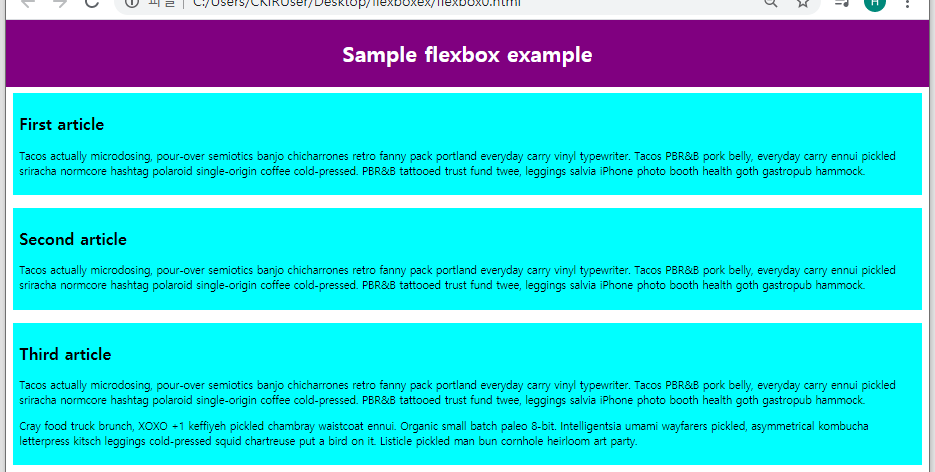 파일 | C:/Users/CKIRUser/Desktop/flexboxex/flexbox0.html
H
Sample flexbox example
First article
Tacos actually microdosing, pour-over semiotics banjo chicharrones retro fanny pack portland everyday carry vinyl typewriter. Tacos PBR&B pork belly, everyday carry ennui pickled
sriracha normcore hashtag polaroid single-origin coffee cold-pressed. PBR&B tattooed trust fund twee, leggings salvia iPhone photo booth health goth gastropub hammock.
Second article
Tacos actually microdosing, pour-over semiotics banjo chicharrones retro fanny pack portland everyday carry vinyl typewriter. Tacos PBR&B pork belly, everyday carry ennui pickled
sriracha normcore hashtag polaroid single-origin coffee cold-pressed. PBR&B tattooed trust fund twee, leggings salvia iPhone photo booth health goth gastropub hammock.
Third article
Tacos actually microdosing, pour-over semiotics banjo chicharrones retro fanny pack portland everyday carry vinyl typewriter. Tacos PBR&B pork belly, everyday carry ennui pickled
sriracha normcore hashtag polaroid single-origin coffee cold-pressed. PBR&B tattooed trust fund twee, leggings salvia iPhone photo booth health goth gastropub hammock.
Cray food truck brunch, XOXO +1 keffiyeh pickled chambray waistcoat ennui. Organic small batch paleo 8-bit. Intelligentsia umami wayfarers pickled, asymmetrical kombucha
letterpress kitsch leggings cold-pressed squid chartreuse put a bird on it. Listicle pickled man bun cornhole heirloom art party.